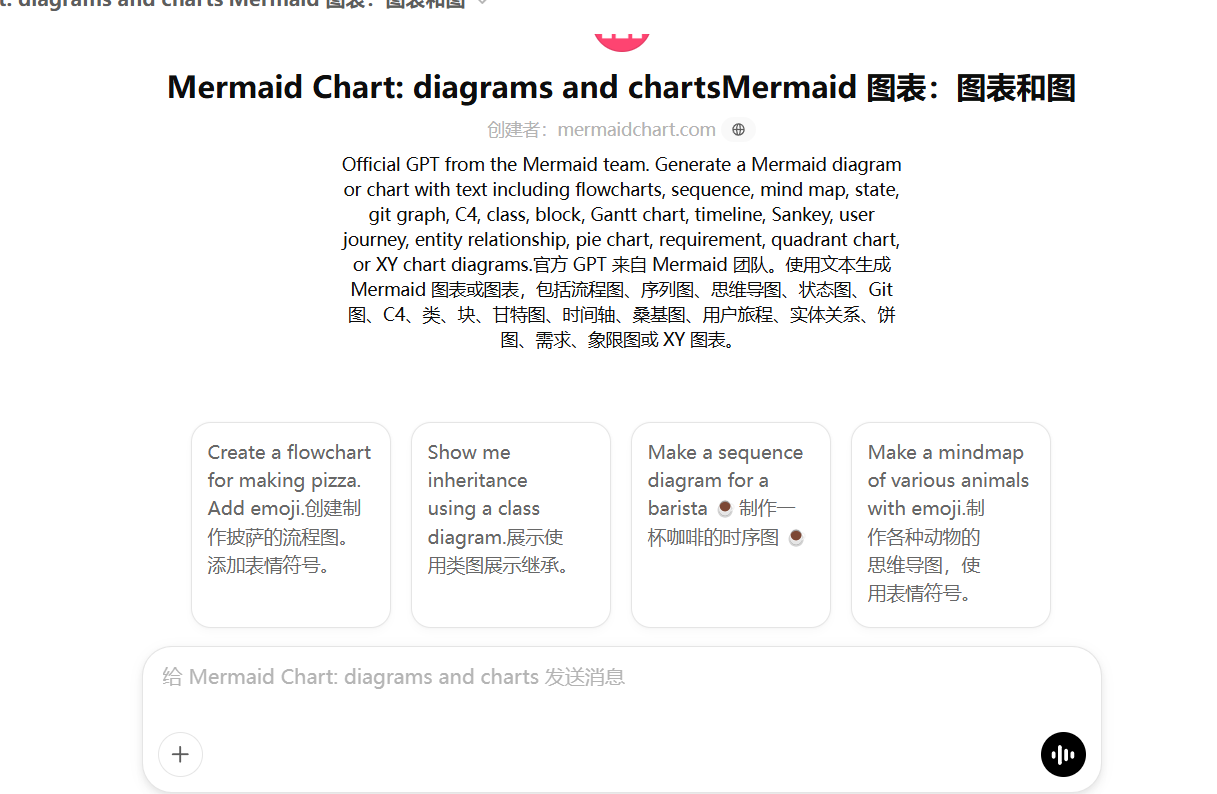 t: diagrams and charts Mermaid 图表：图表和图
Mermaid Chart: diagrams and chartsMermaid 图表：图表和图
创建者：mermaidchart.com
Official GPT from the Mermaid team. Generate a Mermaid diagram
or chart with text including flowcharts, sequence, mind map, state,
git graph, C4, class, block, Gantt chart, timeline, Sankey, user
journey, entity relationship, pie chart, requirement, quadrant chart,
or XY chart diagrams.官方 GPT 来自 Mermaid 团队。使用文本生成
Mermaid 图表或图表，包括流程图、序列图、思维导图、状态图、Git
图、C4、类、块、甘特图、时间轴、桑基图、用户旅程、实体关系、饼
图、需求、象限图或 XY 图表。
Create a flowchart
for making pizza.
Add emoji.创建制
作披萨的流程图。
添加表情符号。
Show me
inheritance
using a class
diagram.展示使
用类图展示继承。
Make a sequence
diagram for a
barista ☕ 制作一
杯咖啡的时序图 ☕
Make a mindmap
of various animals
with emoji.制
作各种动物的
思维导图，使
用表情符号。
给 Mermaid Chart: diagrams and charts 发送消息